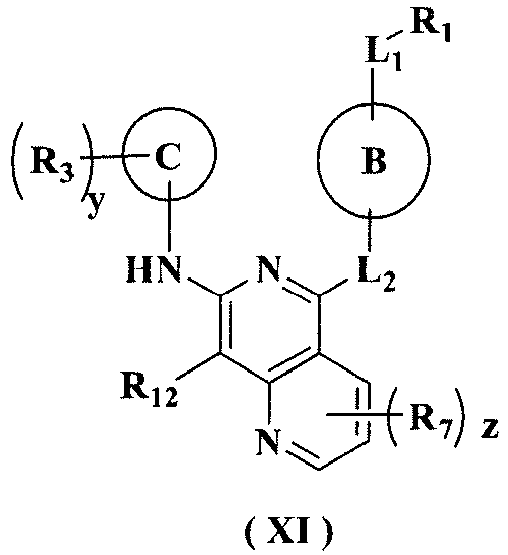 L₁ R₁
(R₃)y C B
HN N L₂
R₁₂
N (R₇)z
( XI )